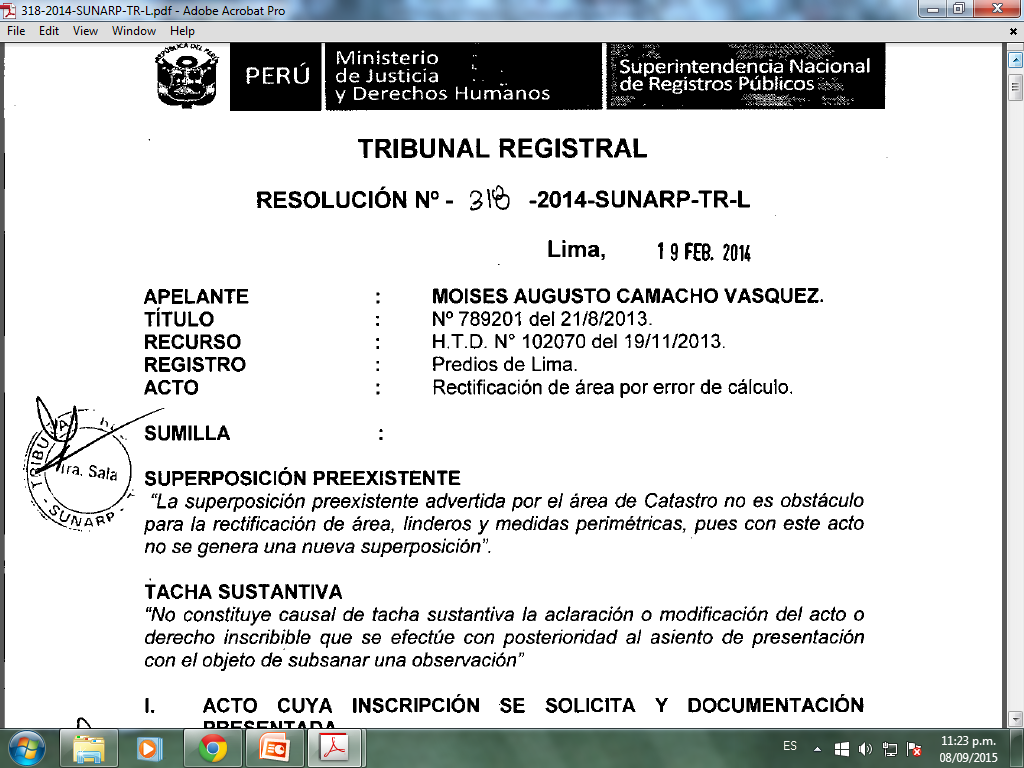 318-2014-SUNARP-TR-L.pdf - Adobe Acrobat Pro
File Edit View Window Help
REPÚBLICA DEL PERÚ
PERÚ
Ministerio
de Justicia
y Derechos Humanos
Superintendencia Nacional
de Registros Públicos
TRIBUNAL REGISTRAL
RESOLUCIÓN Nº - 318 -2014-SUNARP-TR-L
Lima, 19 FEB. 2014
APELANTE : MOISES AUGUSTO CAMACHO VASQUEZ.
TÍTULO : Nº 789201 del 21/8/2013.
RECURSO : H.T.D. N° 102070 del 19/11/2013.
REGISTRO : Predios de Lima.
ACTO : Rectificación de área por error de cálculo.
SUMILLA :
SUPERPOSICIÓN PREEXISTENTE
“La superposición preexistente advertida por el área de Catastro no es obstáculo
para la rectificación de área, linderos y medidas perimétricas, pues con este acto
no se genera una nueva superposición”.
TACHA SUSTANTIVA
“No constituye causal de tacha sustantiva la aclaración o modificación del acto o
derecho inscribible que se efectúe con posterioridad al asiento de presentación
con el objeto de subsanar una observación”
I. ACTO CUYA INSCRIPCIÓN SE SOLICITA Y DOCUMENTACIÓN
PRESENTADA
Sala
SUNARP
ES
11:23 p.m.
08/09/2015